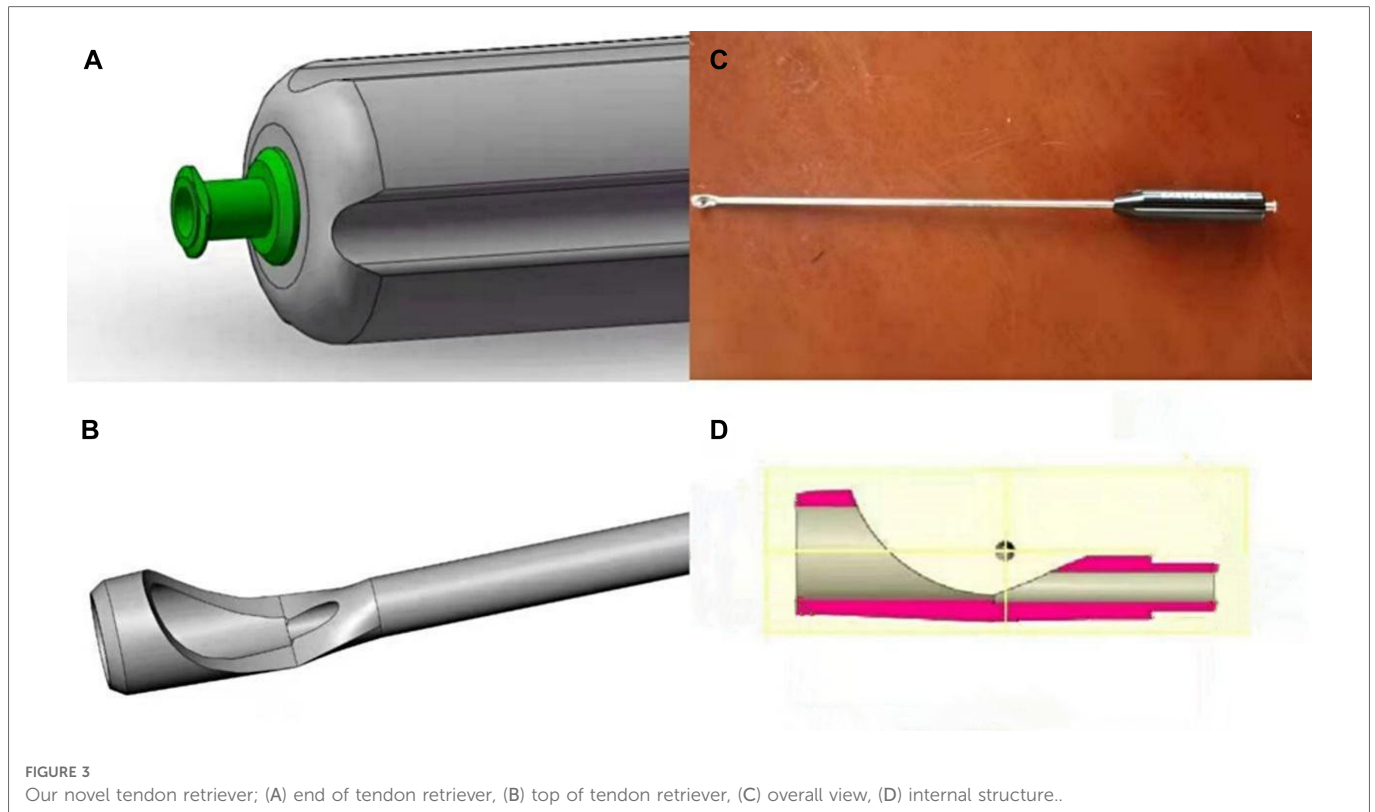 A
C
B
D
FIGURE 3
Our novel tendon retriever; (A) end of tendon retriever, (B) top of tendon retriever, (C) overall view, (D) internal structure..